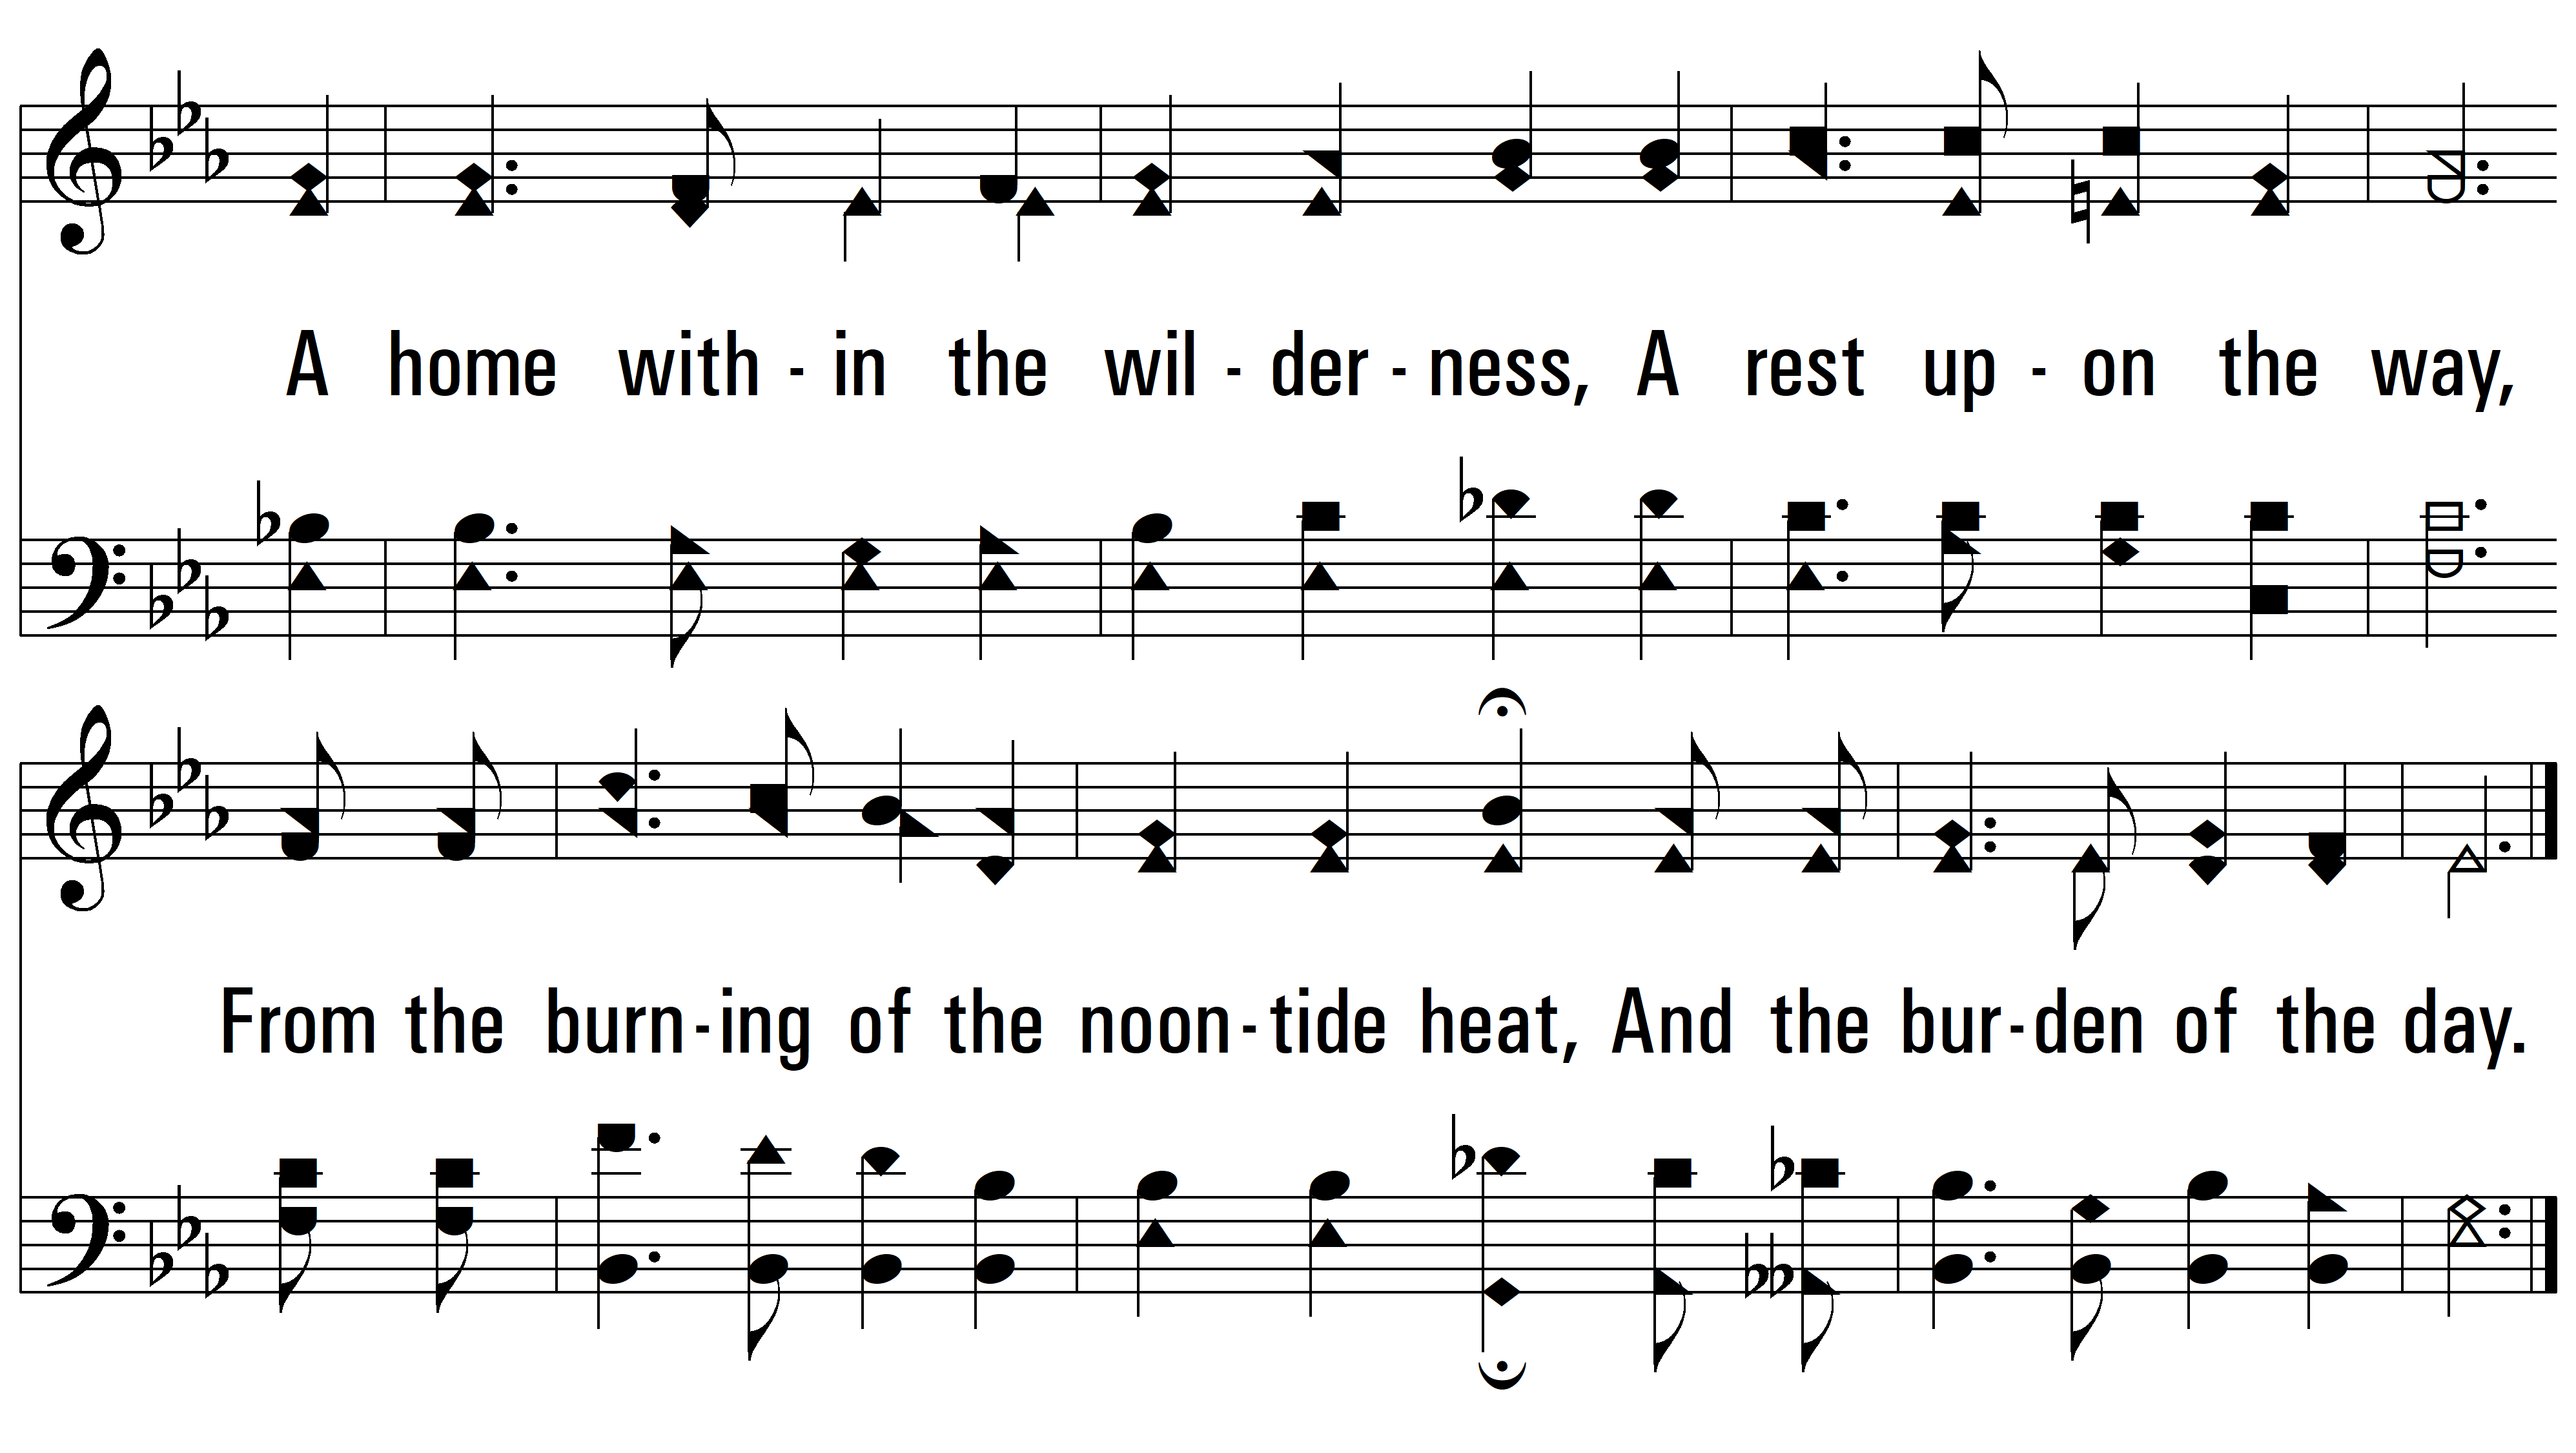 A home with - in the wil - der - ness, A rest up - on the way,
From the burn - ing of the noon - tide heat, And the bur - den of the day.